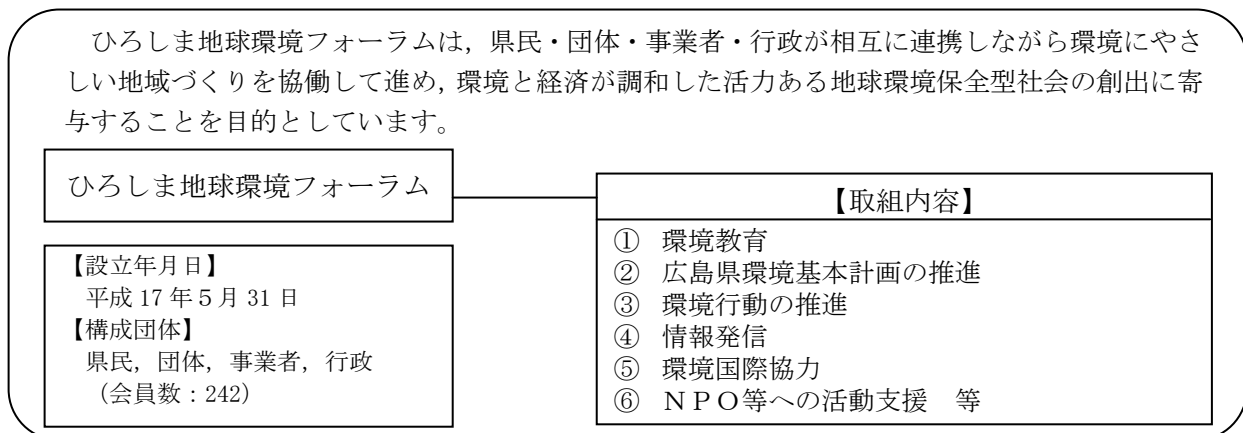 ひろしま地球環境フォーラムは，県民・団体・事業者・行政が相互に連携しながら環境にやさ
しい地域づくりを協働して進め，環境と経済が調和した活力ある地球環境保全型社会の創出に寄
与することを目的としています。
ひろしま地球環境フォーラム
【設立年月日】
平成 17 年５月 31 日
【構成団体】
県民，団体，事業者，行政
（会員数：242）
【取組内容】
① 環境教育
② 広島県環境基本計画の推進
③ 環境行動の推進
④ 情報発信
⑤ 環境国際協力
⑥ ＮＰＯ等への活動支援　等